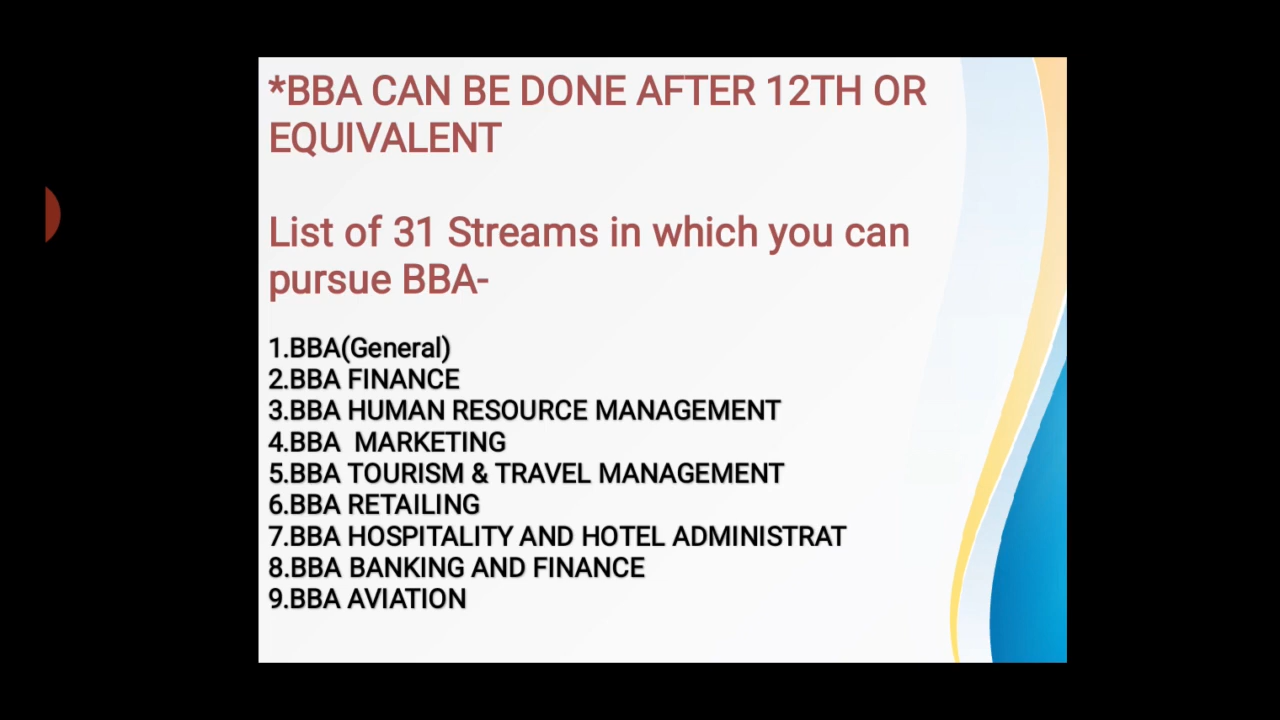 *BBA CAN BE DONE AFTER 12TH OR
EQUIVALENT
List of 31 Streams in which you can
pursue BBA-
1.BBA(General)
2.BBA FINANCE
3.BBA HUMAN RESOURCE MANAGEMENT
4.BBA  MARKETING
5.BBA TOURISM & TRAVEL MANAGEMENT
6.BBA RETAILING
7.BBA HOSPITALITY AND HOTEL ADMINISTRAT
8.BBA BANKING AND FINANCE
9.BBA AVIATION